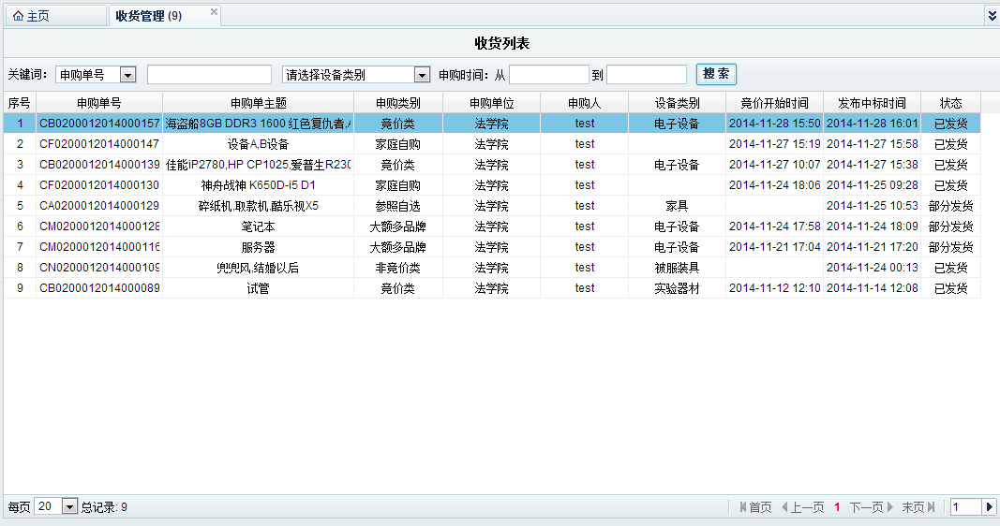 主页 收货管理 (9)
收货列表
关键词: 申购单号 请选择设备类别 申购时间: 从 到 搜 索
序号 申购单号 申购单主题 申购类别 申购单位 申购人 设备类别 竞价开始时间 发布中标时间 状态
1 CB0200012014000157 海盗船8GB DDR3 1600 红色复仇者, 竞价类 法学院 test 电子设备 2014-11-28 15:50 2014-11-28 16:01 已发货
2 CF0200012014000147 设备A,B设备 家庭自购 法学院 test 2014-11-27 15:19 2014-11-27 15:58 已发货
3 CB0200012014000139 佳能iP2780,HP CP1025,爱普生R230 竞价类 法学院 test 电子设备 2014-11-27 10:07 2014-11-27 15:38 已发货
4 CF0200012014000130 神舟战神 K650D-i5 D1 家庭自购 法学院 test 2014-11-24 18:06 2014-11-25 09:28 已发货
5 CA0200012014000129 碎纸机,取款机,酷乐视X5 参照自选 法学院 test 家具 2014-11-25 10:53 部分发货
6 CM0200012014000128 笔记本 大额多品牌 法学院 test 电子设备 2014-11-24 17:58 2014-11-24 18:09 部分发货
7 CM0200012014000116 服务器 大额多品牌 法学院 test 电子设备 2014-11-21 17:04 2014-11-21 17:20 部分发货
8 CN0200012014000109 兜兜风,结婚以后 非竞价类 法学院 test 被服装具 2014-11-24 00:13 已发货
9 CB0200012014000089 试管 竞价类 法学院 test 实验器材 2014-11-12 12:10 2014-11-14 12:08 已发货
每页 20 总记录: 9 首页 上一页 1 下一页 末页 1